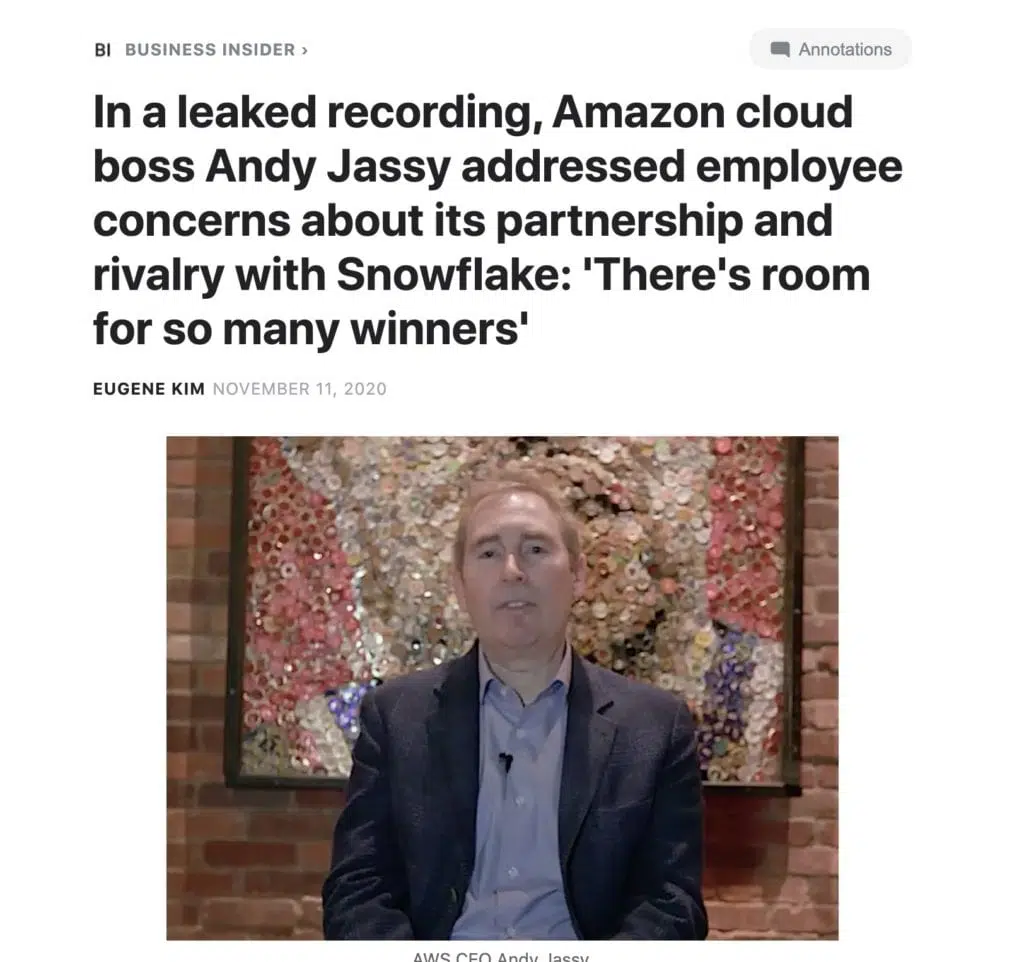 BI BUSINESS INSIDER ›
Annotations
In a leaked recording, Amazon cloud
boss Andy Jassy addressed employee
concerns about its partnership and
rivalry with Snowflake: 'There's room
for so many winners'
EUGENE KIM NOVEMBER 11, 2020
AWS CEO Andy Jassy